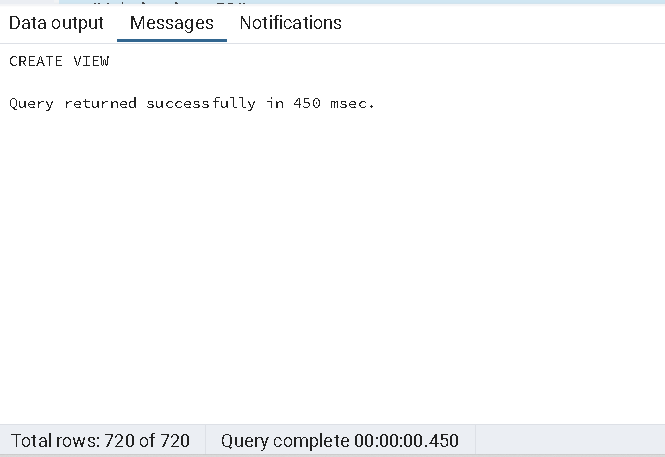 Data output Messages Notifications
CREATE VIEW
Query returned successfully in 450 msec.
Total rows: 720 of 720 Query complete 00:00:00.450